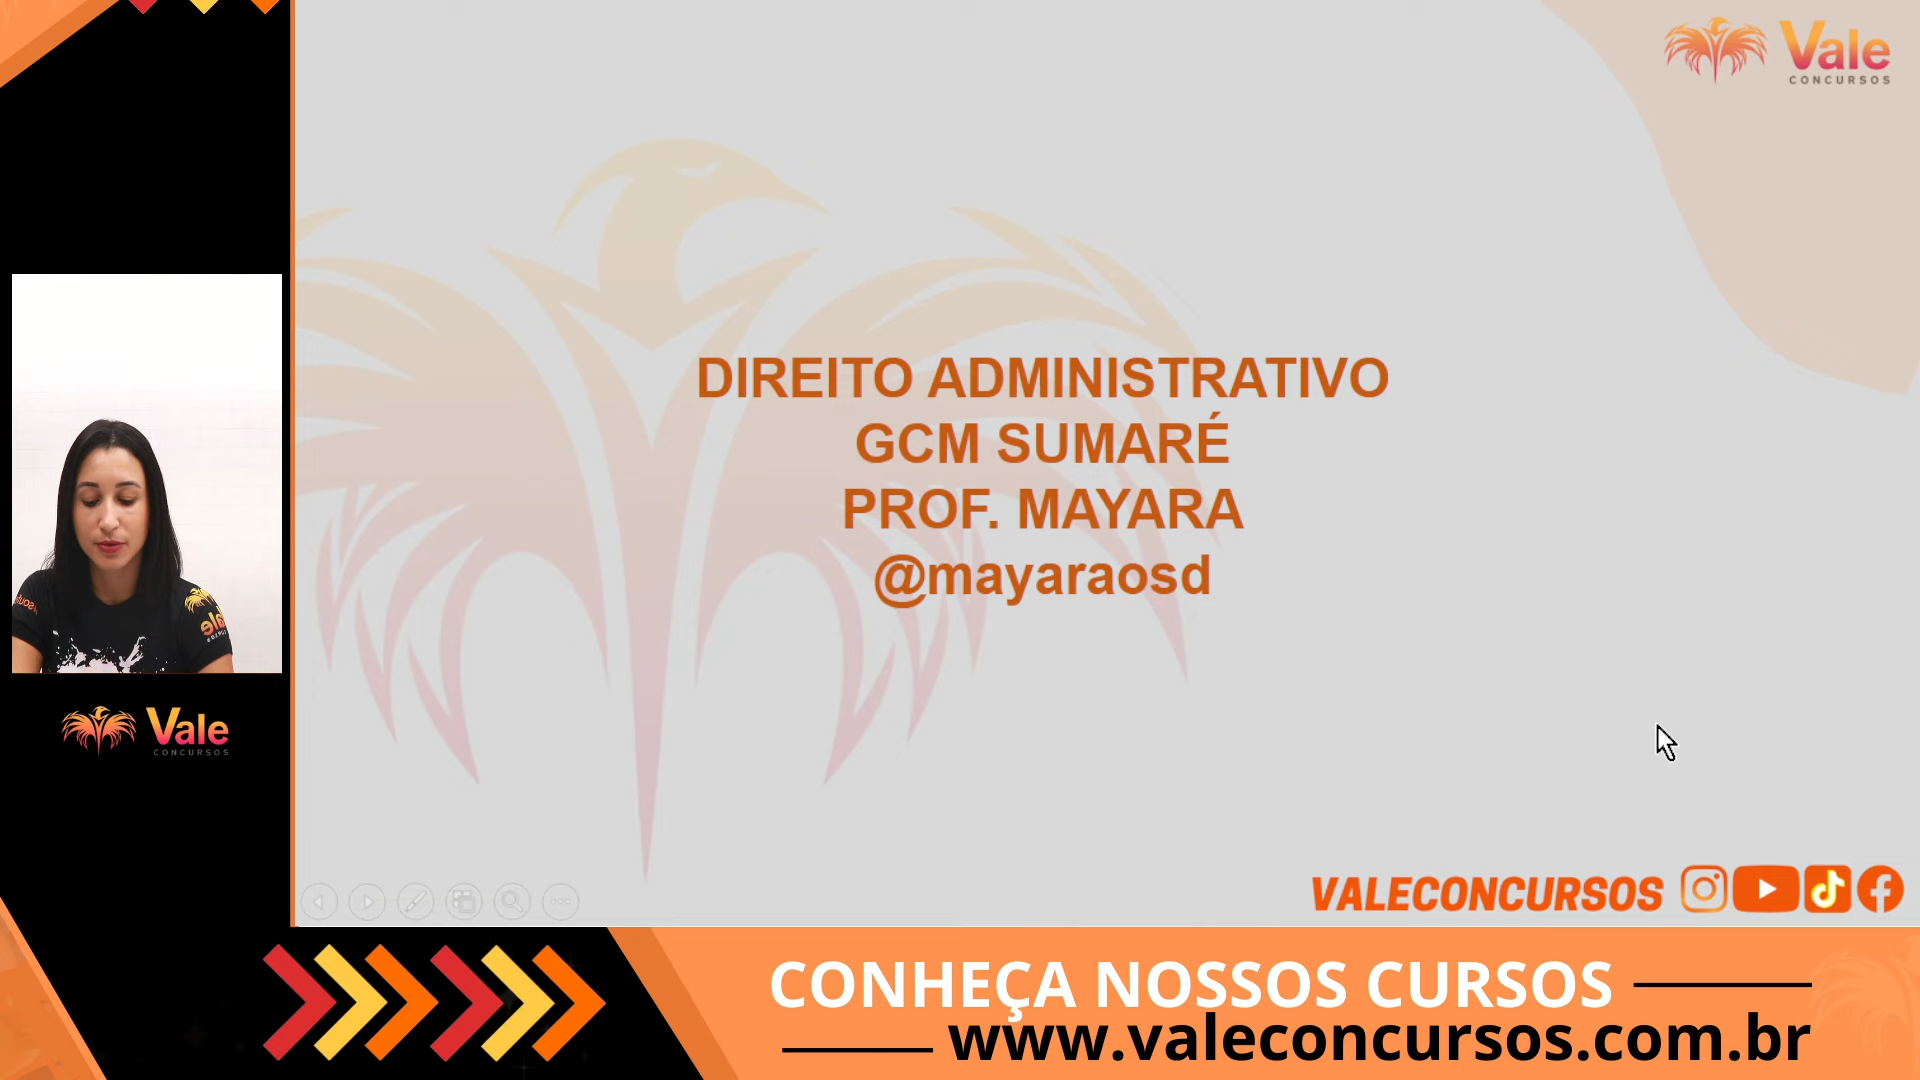 Vale
CONCURSOS
DIREITO ADMINISTRATIVO
GCM SUMARÉ
PROF. MAYARA
@mayaraosd
Vale
CONCURSOS
VALECONCURSOS
CONHEÇA NOSSOS CURSOS
www.valeconcursos.com.br